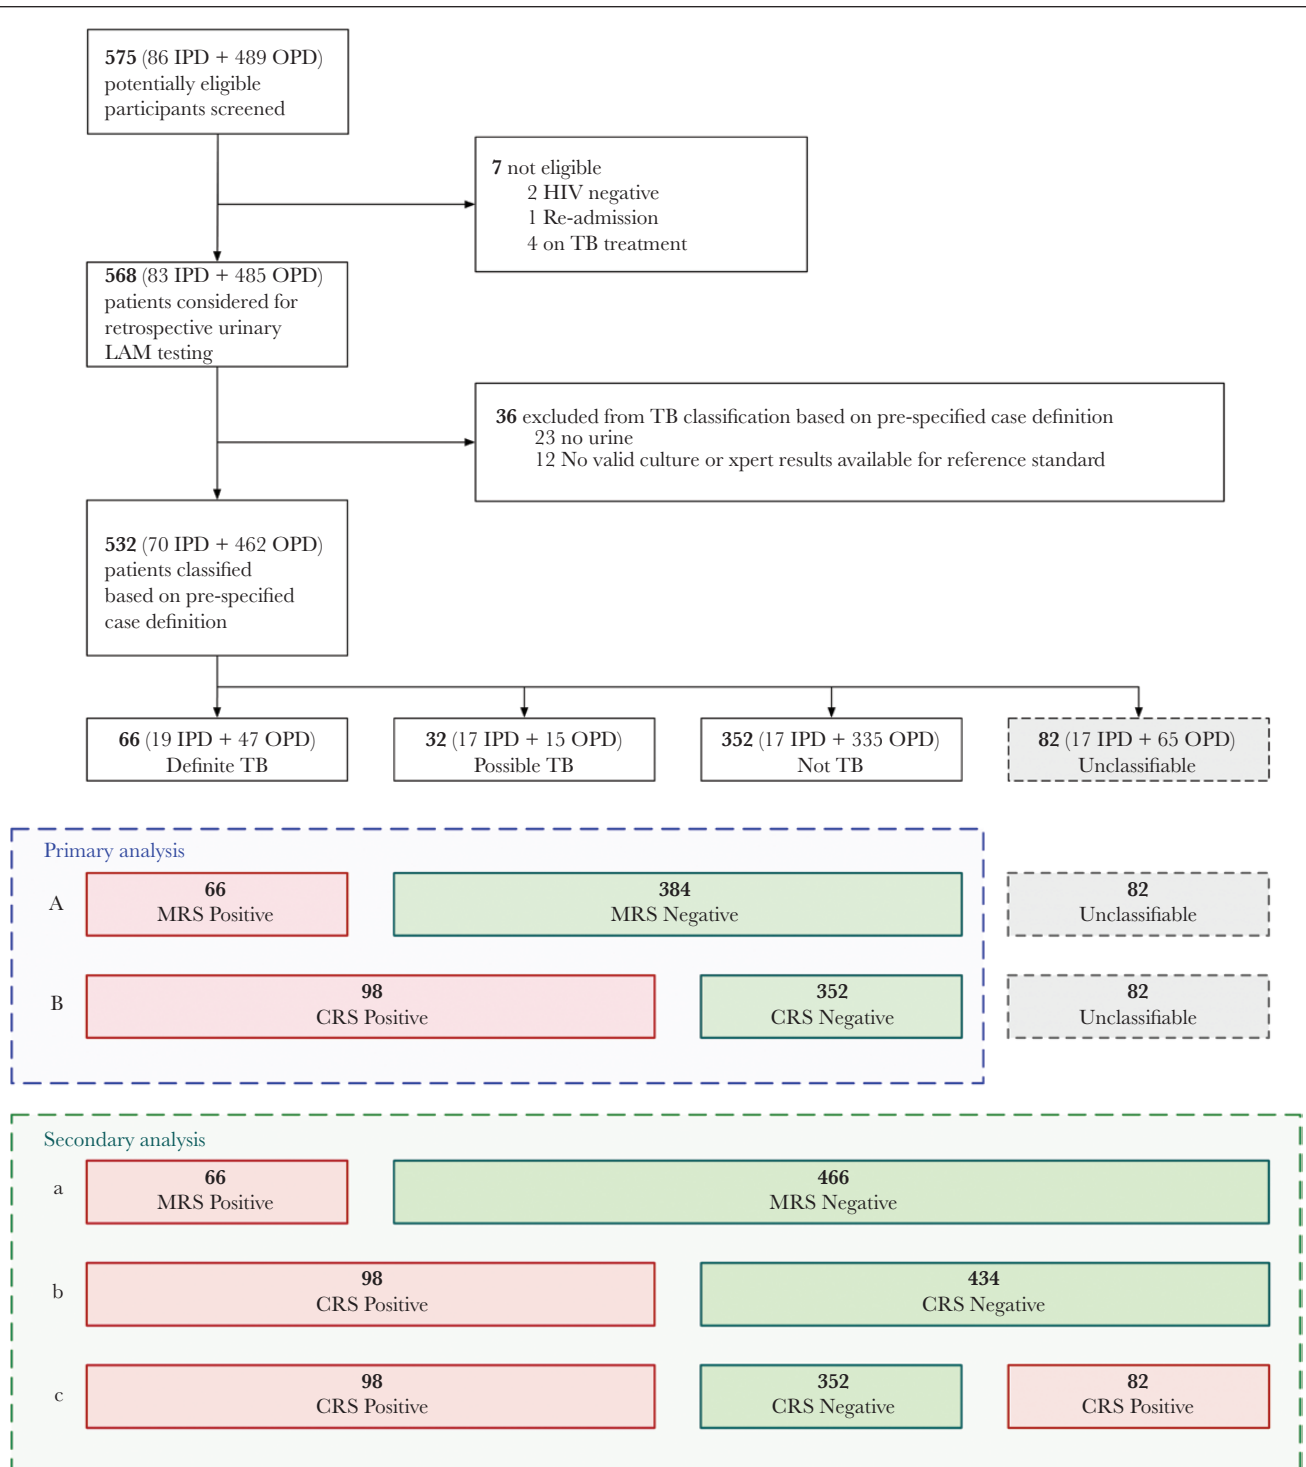 575 (86 IPD + 489 OPD)
potentially eligible
participants screened
7 not eligible
2 HIV negative
1 Re-admission
4 on TB treatment
568 (83 IPD + 485 OPD)
patients considered for
retrospective urinary
LAM testing
36 excluded from TB classification based on pre-specified case definition
23 no urine
12 No valid culture or xpert results available for reference standard
532 (70 IPD + 462 OPD)
patients classified
based on pre-specified
case definition
66 (19 IPD + 47 OPD)
Definite TB
32 (17 IPD + 15 OPD)
Possible TB
352 (17 IPD + 335 OPD)
Not TB
82 (17 IPD + 65 OPD)
Unclassifiable
Primary analysis
A
66
MRS Positive
384
MRS Negative
82
Unclassifiable
B
98
CRS Positive
352
CRS Negative
82
Unclassifiable
Secondary analysis
a
66
MRS Positive
466
MRS Negative
b
98
CRS Positive
434
CRS Negative
c
98
CRS Positive
352
CRS Negative
82
CRS Positive